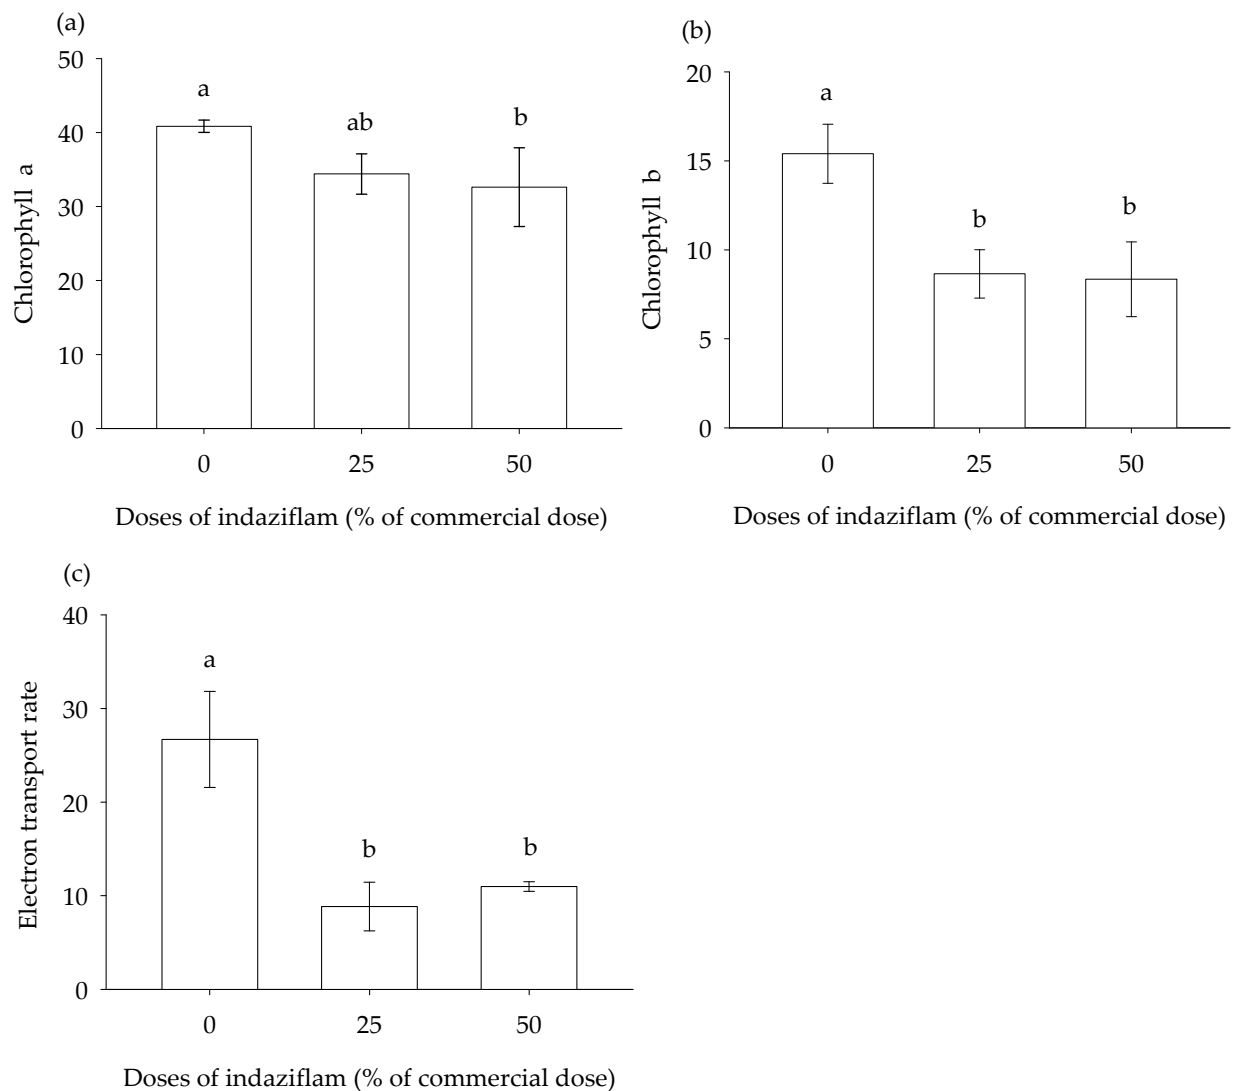 (a)
50
40
30
20
10
0
Chlorophyll a
a
ab
b
0 25 50
Doses of indaziflam (% of commercial dose)
(b)
20
15
10
5
0
Chlorophyll b
a
b
b
0 25 50
Doses of indaziflam (% of commercial dose)
(c)
40
30
20
10
0
Electron transport rate
a
b
b
0 25 50
Doses of indaziflam (% of commercial dose)